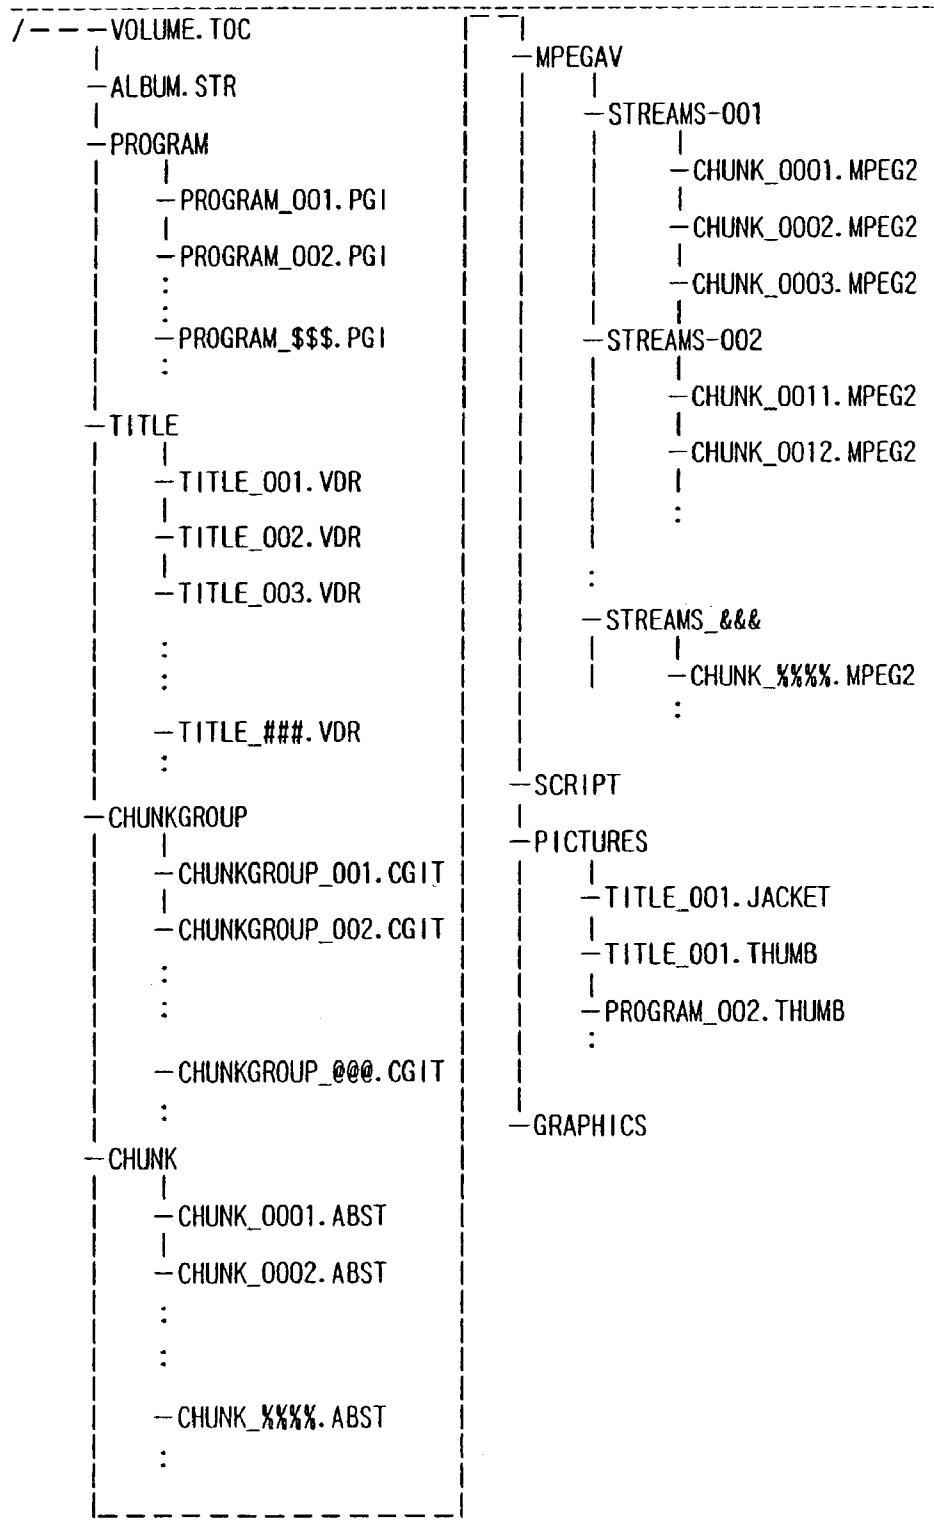 /
VOLUME.TOC
ALBUM.STR
PROGRAM
PROGRAM_001.PGI
PROGRAM_002.PGI
:
:
PROGRAM_$$$.PGI
:
TITLE
TITLE_001.VDR
TITLE_002.VDR
TITLE_003.VDR
:
:
TITLE_###.VDR
:
CHUNKGROUP
CHUNKGROUP_001.CGIT
CHUNKGROUP_002.CGIT
:
:
CHUNKGROUP_@@@.CGIT
:
CHUNK
CHUNK_0001.ABST
CHUNK_0002.ABST
:
:
CHUNK_%%%%.ABST
:
MPEGAV
STREAMS-001
CHUNK_0001.MPEG2
CHUNK_0002.MPEG2
CHUNK_0003.MPEG2
STREAMS-002
CHUNK_0011.MPEG2
CHUNK_0012.MPEG2
:
:
STREAMS_&&&
CHUNK_%%%%.MPEG2
:
SCRIPT
PICTURES
TITLE_001.JACKET
TITLE_001.THUMB
PROGRAM_002.THUMB
:
GRAPHICS